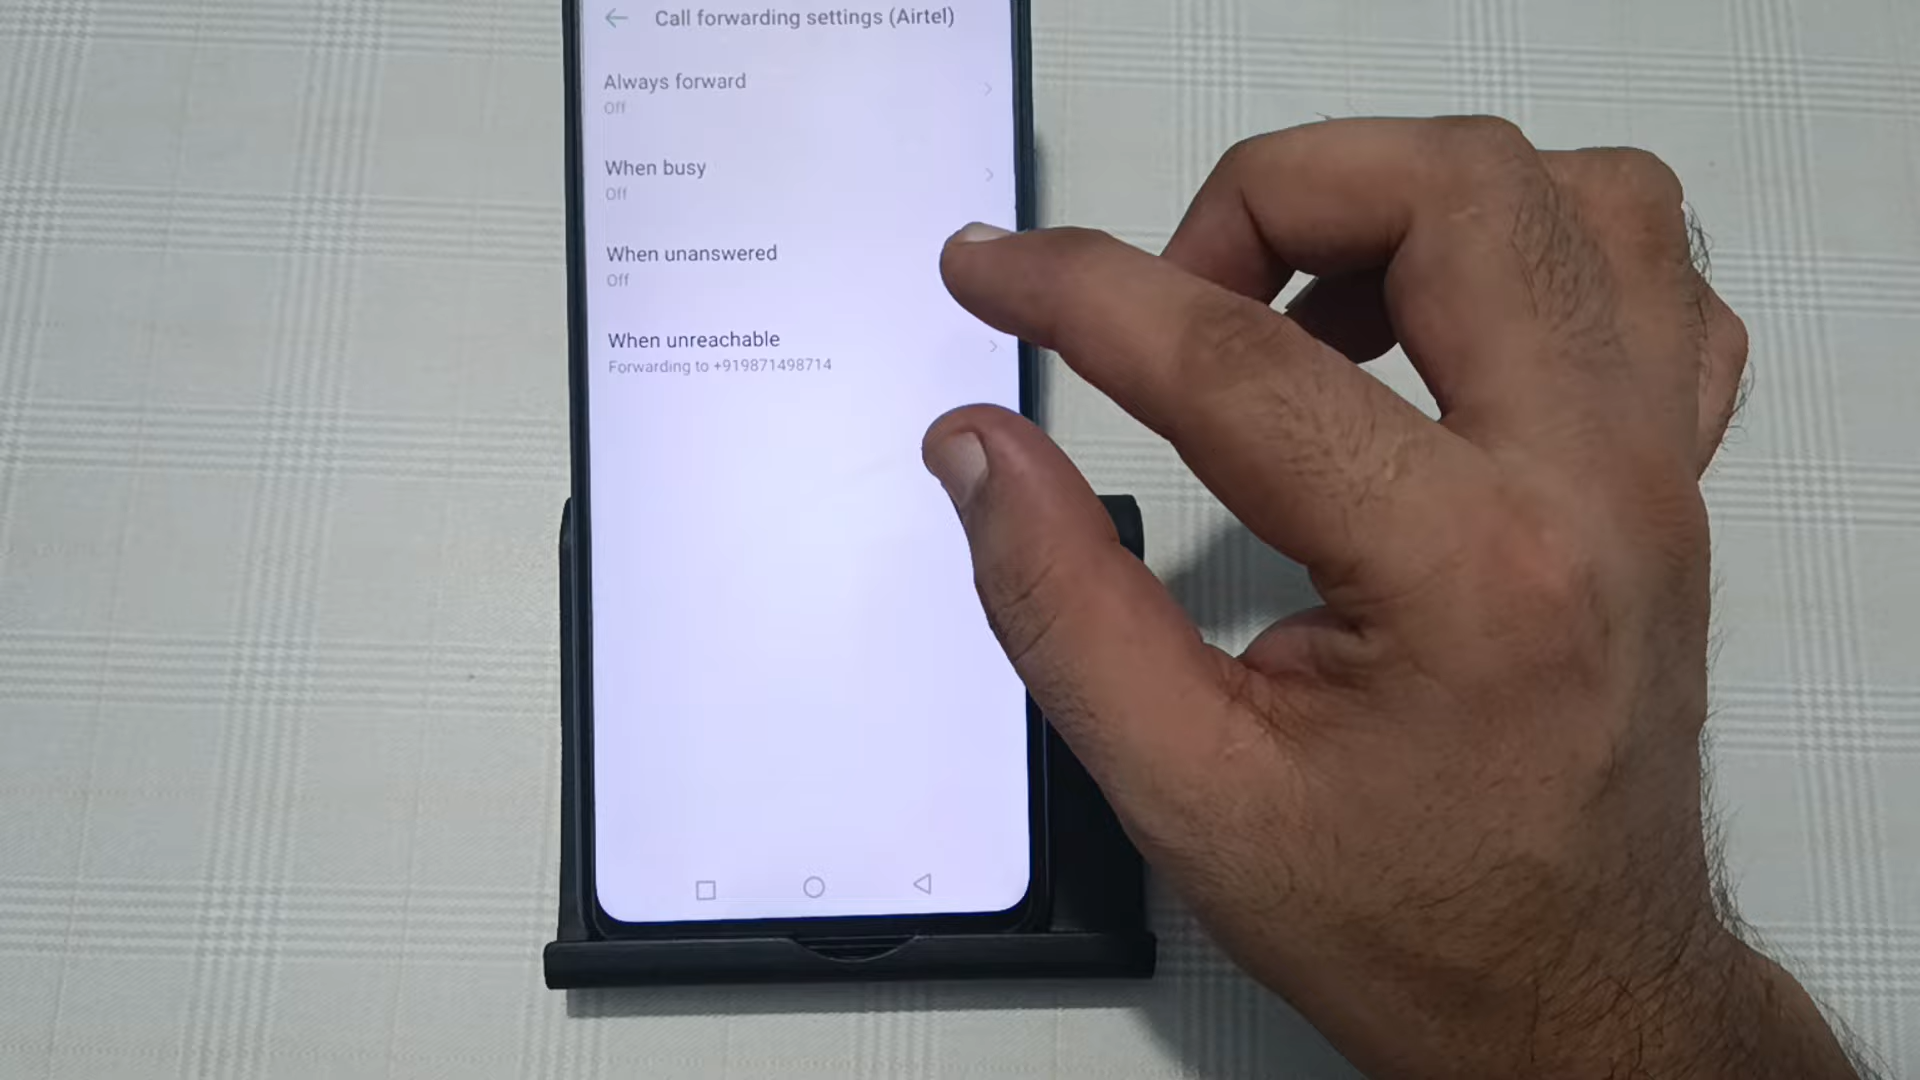 Call forwarding settings (Airtel)
Always forward
Off
When busy
Off
When unanswered
Off
When unreachable
Forwarding to +919871498714